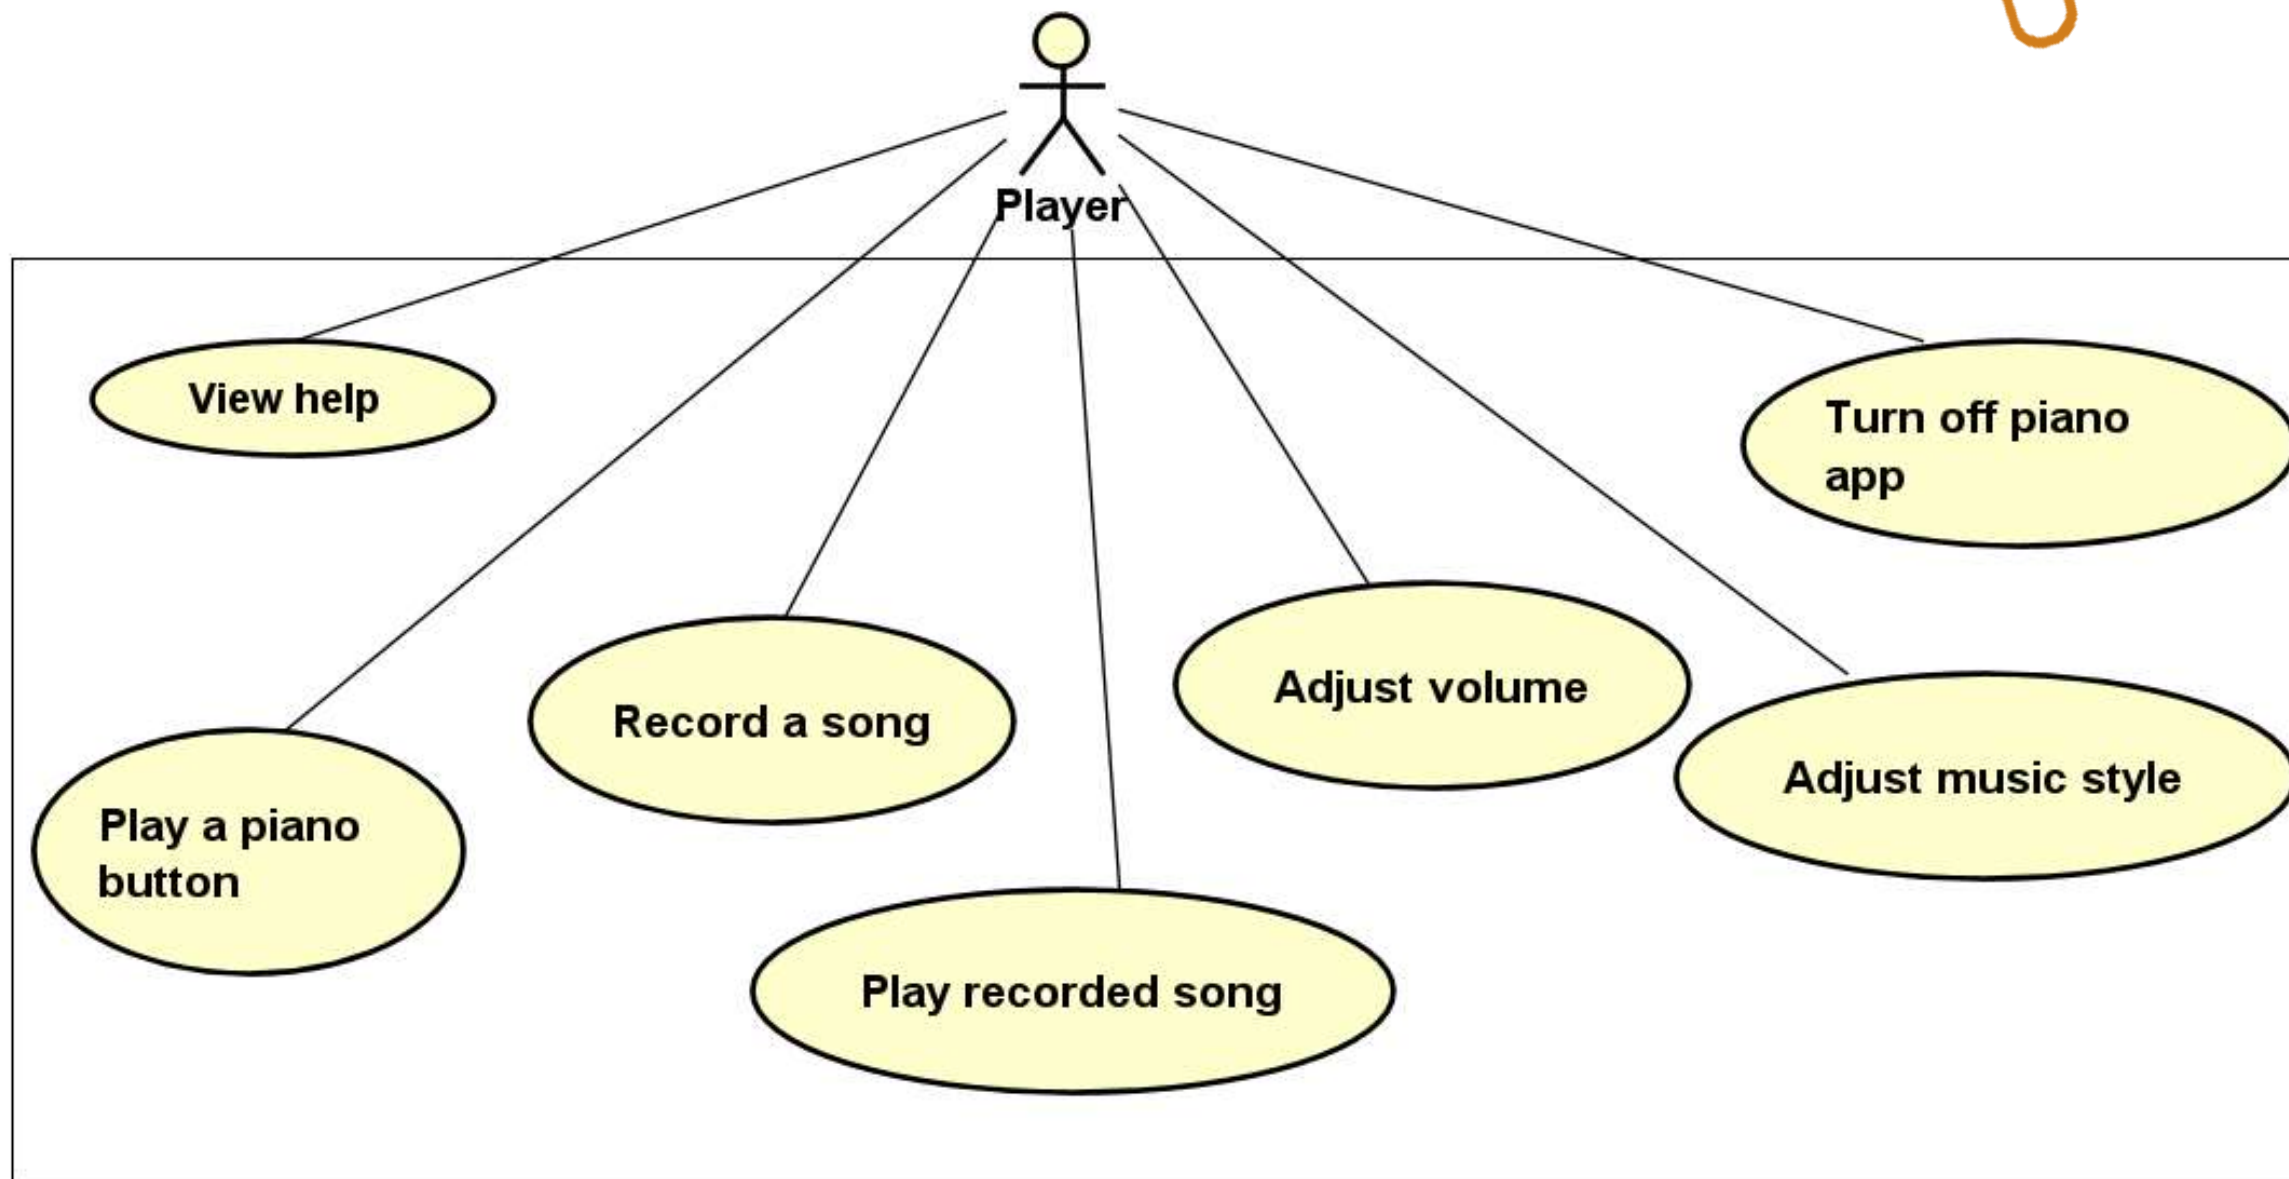 Player
View help
Turn off piano
app
Adjust volume
Record a song
Adjust music style
Play a piano
button
Play recorded song